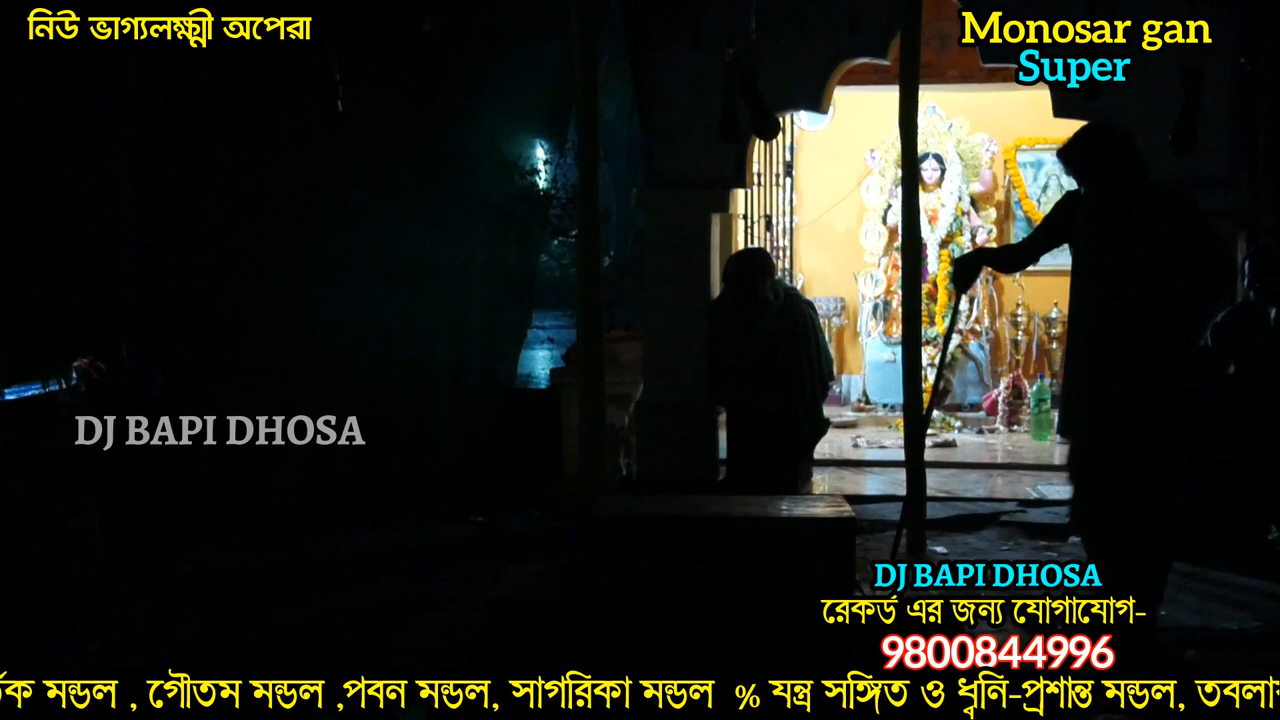 নিউ ভাগ্যলক্ষ্মী অপেরা
Monosar gan
Super
DJ BAPI DHOSA
DJ BAPI DHOSA
রেকর্ড এর জন্য যোগাযোগ-
9800844996
মন্ডল , গৌতম মন্ডল ,পবন মন্ডল, সাগরিকা মন্ডল % যন্ত্র সঙ্গিত ও ধ্বনি-প্রশান্ত মন্ডল,